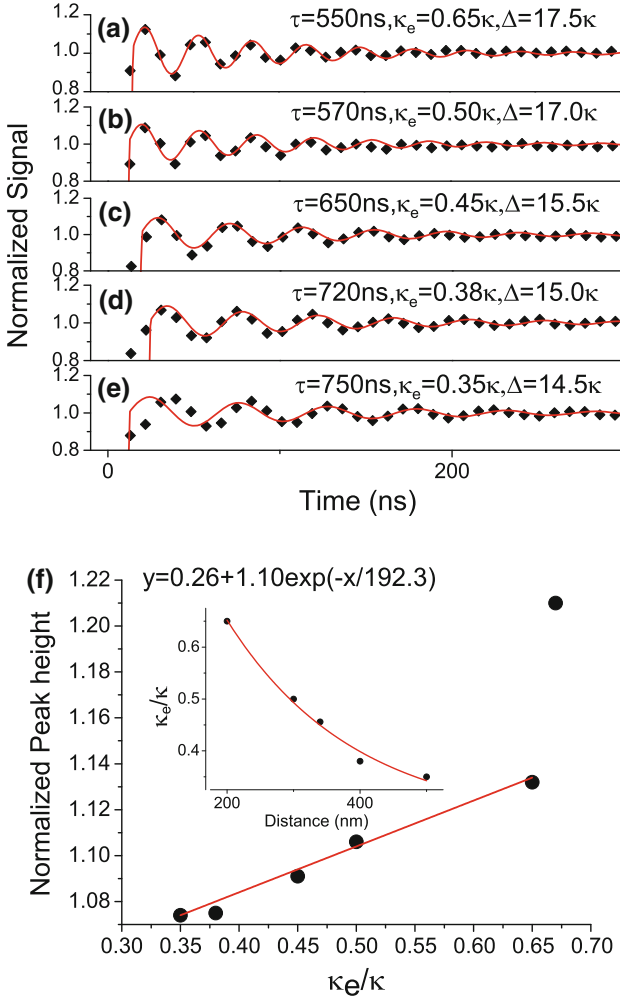 (a) τ=550ns,κe=0.65κ,Δ=17.5κ
1.2
1.0
0.8
(b) τ=570ns,κe=0.50κ,Δ=17.0κ
1.2
1.0
0.8
(c) τ=650ns,κe=0.45κ,Δ=15.5κ
1.2
1.0
0.8
(d) τ=720ns,κe=0.38κ,Δ=15.0κ
1.2
1.0
0.8
(e) τ=750ns,κe=0.35κ,Δ=14.5κ
1.2
1.0
0.8
Normalized Signal
0 200
Time (ns)
(f) y=0.26+1.10exp(-x/192.3)
1.22
1.20
1.18
1.16
1.14
1.12
1.10
1.08
Normalized Peak height
0.6
0.5
0.4
κe/κ
200 400
Distance (nm)
0.30 0.35 0.40 0.45 0.50 0.55 0.60 0.65 0.70
κe/κ